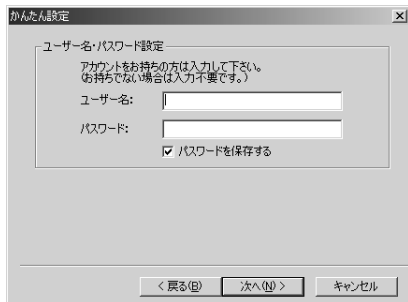 かんたん設定
ユーザー名・パスワード設定
アカウントをお持ちの方は入力して下さい。
(お持ちでない場合は入力不要です。)
ユーザー名:
パスワード:
パスワードを保存する
< 戻る(B)
次へ(N) >
キャンセル